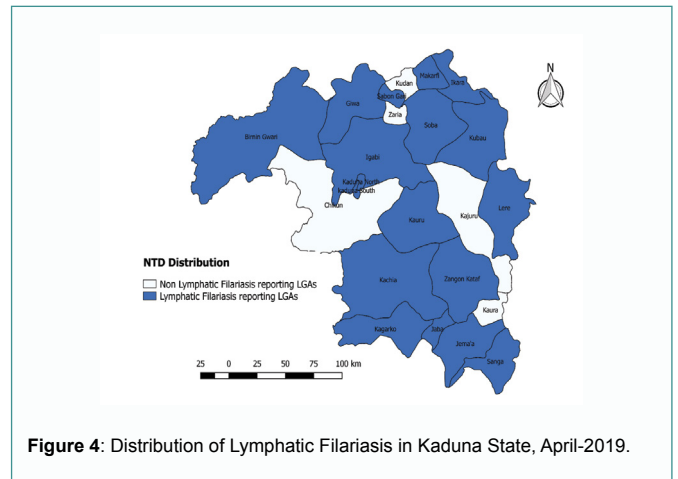 N
Kudan
Makarfi
Ikara
Sabon Gari
Giwa
Zaria
Soba
Birnin Gwari
Kubau
Igabi
Kaduna North
kaduna South
Chikun
Lere
Kauru
Kajuru
NTD Distribution
Non Lymphatic Filariasis reporting LGAs
Lymphatic Filariasis reporting LGAs
Kachia
Zangon Kataf
Kaura
Kagarko
Jaba
Jema'a
Sanga
25 0 25 50 75 100 km
Figure 4: Distribution of Lymphatic Filariasis in Kaduna State, April-2019.